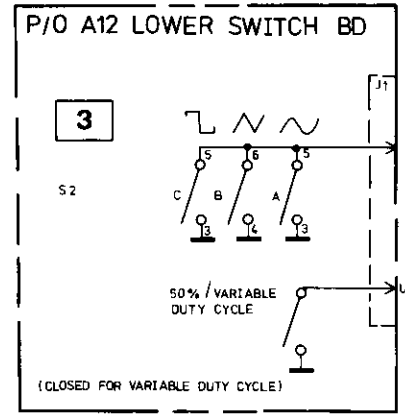 P/O A12 LOWER SWITCH BD
J1
3
5 6 5
S2
C B A
3 4 3
50% / VARIABLE
DUTY CYCLE
U
(CLOSED FOR VARIABLE DUTY CYCLE)